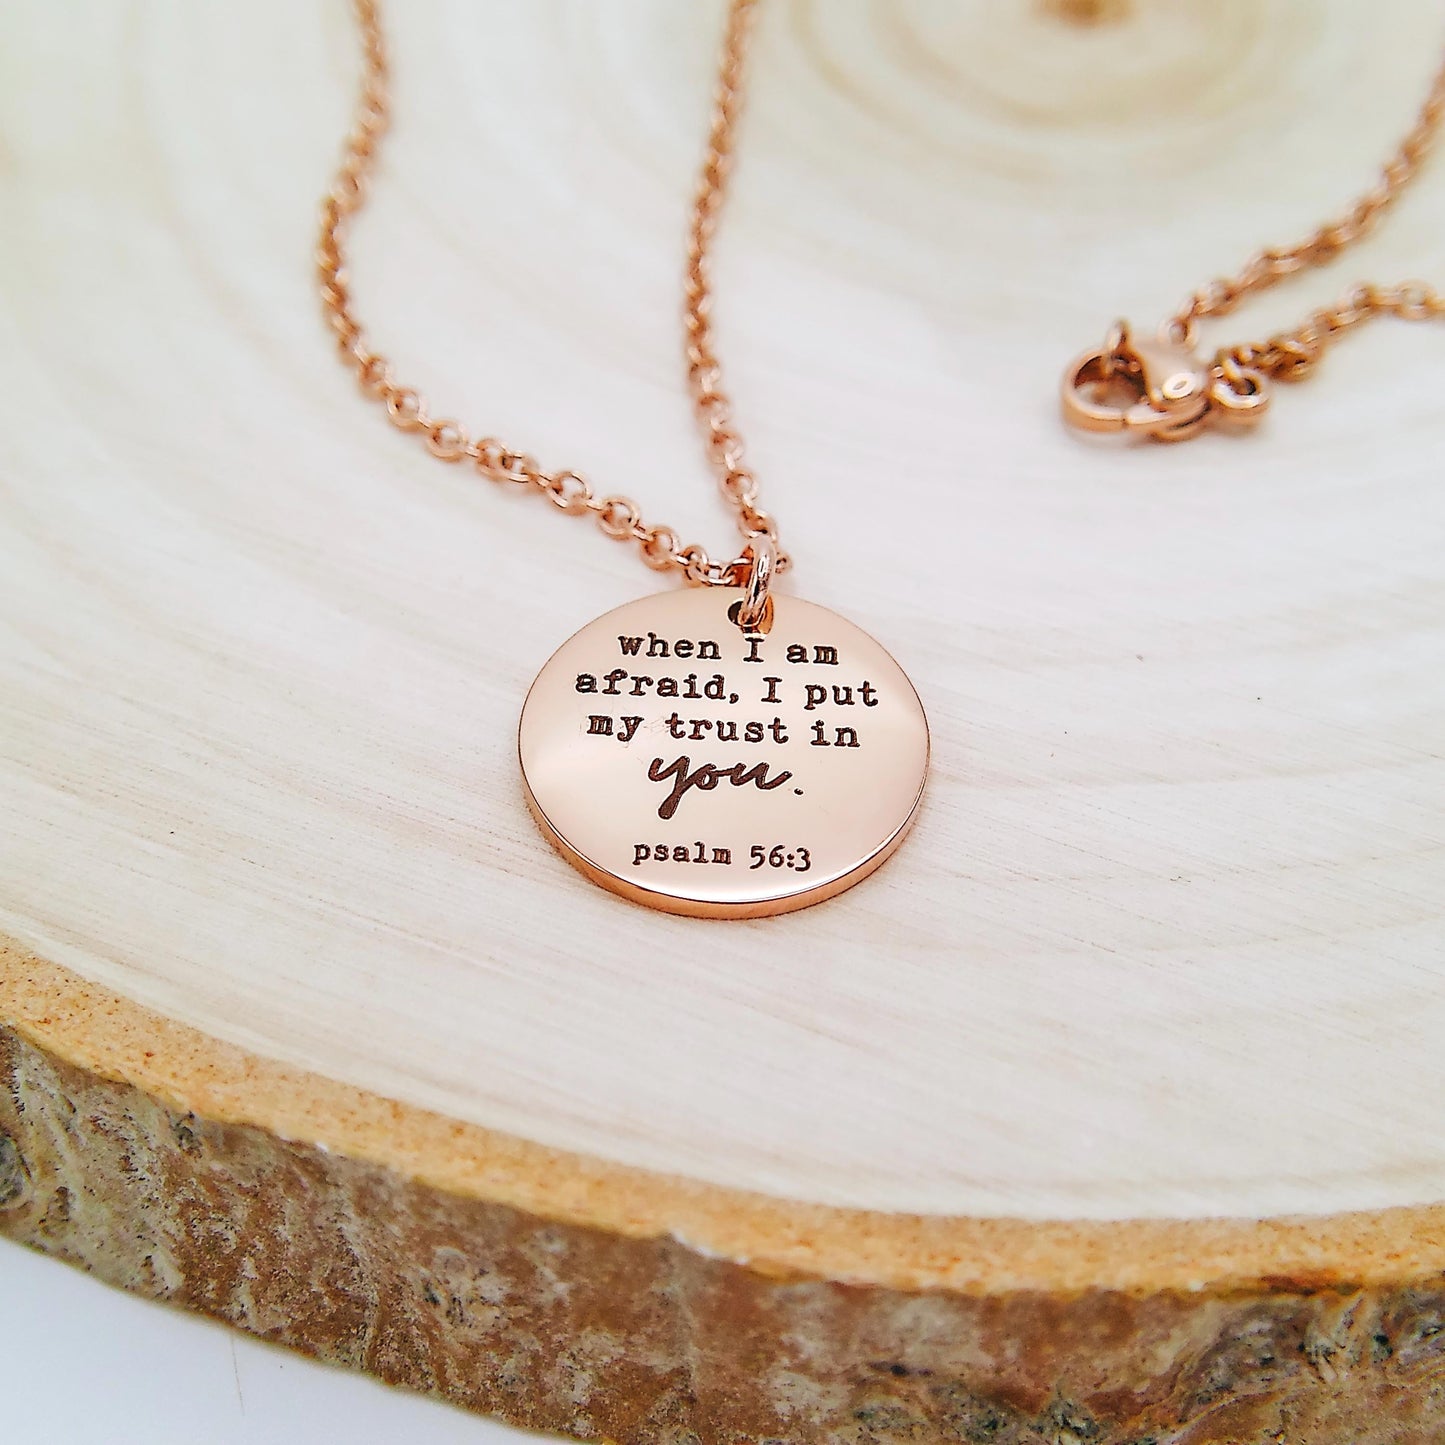 when I am
afraid, I put
my trust in
you.
psalm 56:3